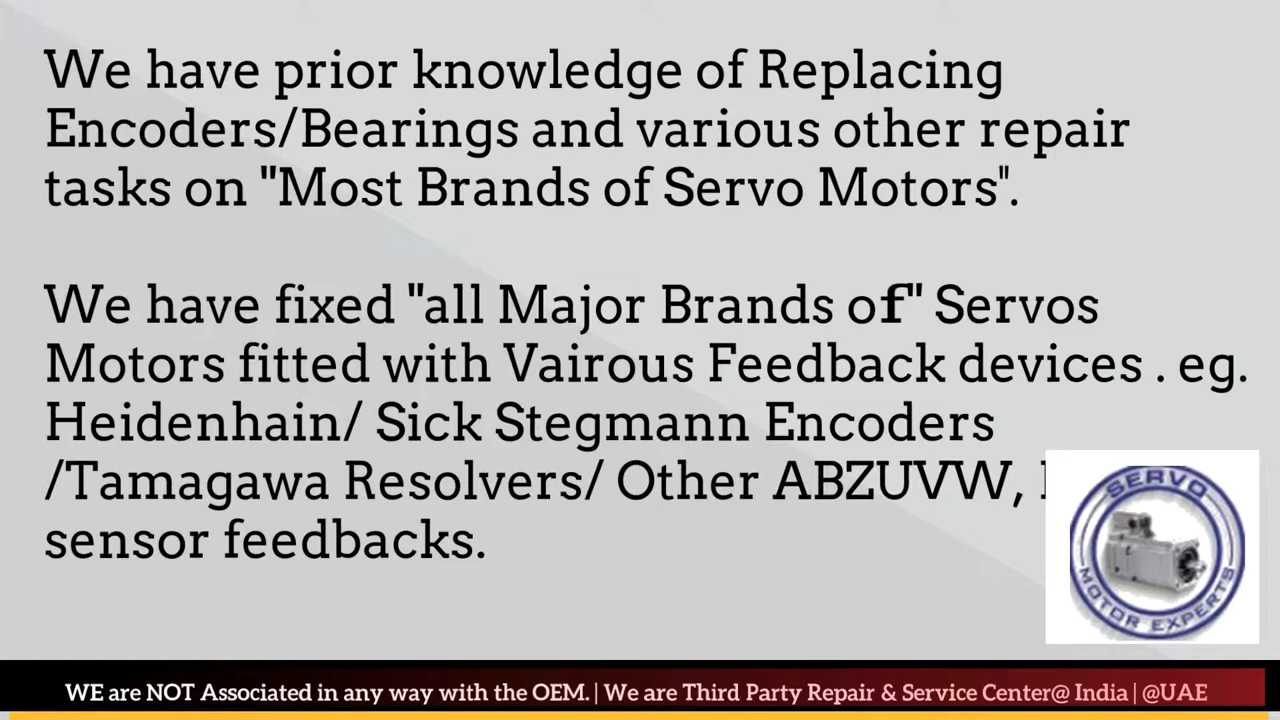 We have prior knowledge of Replacing
Encoders/Bearings and various other repair
tasks on "Most Brands of Servo Motors".
We have fixed "all Major Brands of" Servos
Motors fitted with Vairous Feedback devices . eg.
Heidenhain/ Sick Stegmann Encoders
/Tamagawa Resolvers/ Other ABZUVW,
sensor feedbacks.
SERVO
MOTOR EXPERTS
WE are NOT Associated in any way with the OEM. | We are Third Party Repair & Service Center@ India | @UAE